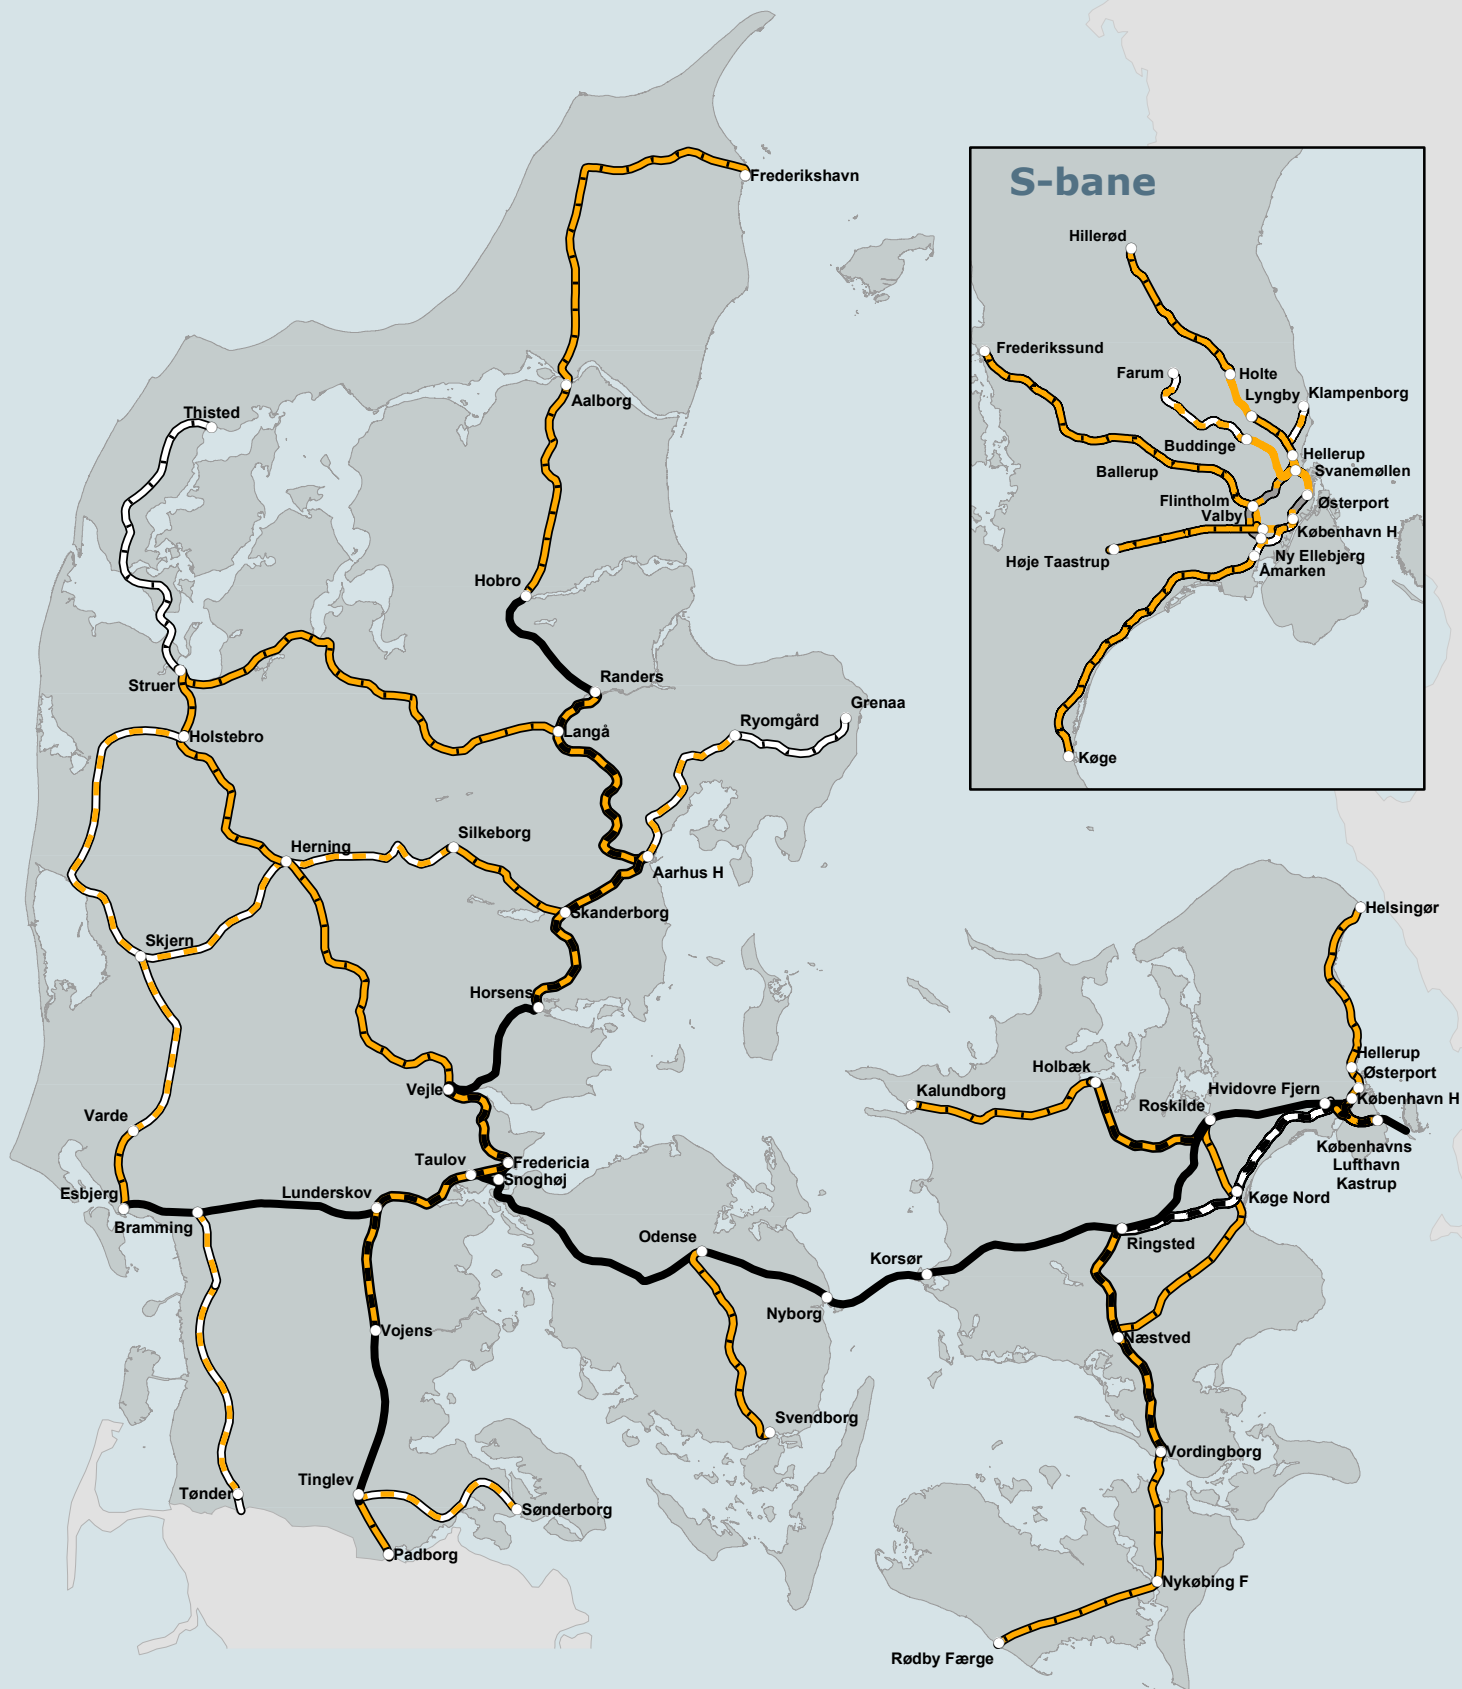 Frederikshavn
S-bane
Hillerød
Frederikssund
Farum
Holte
Lyngby
Klampenborg
Aalborg
Thisted
Buddinge
Hellerup
Ballerup
Svanemøllen
Flintholm
Østerport
Valby
København H
Høje Taastrup
Ny Ellebjerg
Åmarken
Hobro
Struer
Randers
Grenaa
Ryomgård
Langå
Holstebro
Køge
Herning
Silkeborg
Aarhus H
Skanderborg
Helsingør
Skjern
Horsens
Hellerup
Holbæk
Østerport
Vejle
Kalundborg
Hvidovre Fjern
København H
Roskilde
Varde
Københavns
Lufthavn
Kastrup
Taulov
Fredericia
Snoghøj
Esbjerg
Lunderskov
Køge Nord
Bramming
Odense
Ringsted
Korsør
Nyborg
Vojens
Næstved
Svendborg
Vordingborg
Tinglev
Tønder
Sønderborg
Padborg
Nykøbing F
Rødby Færge